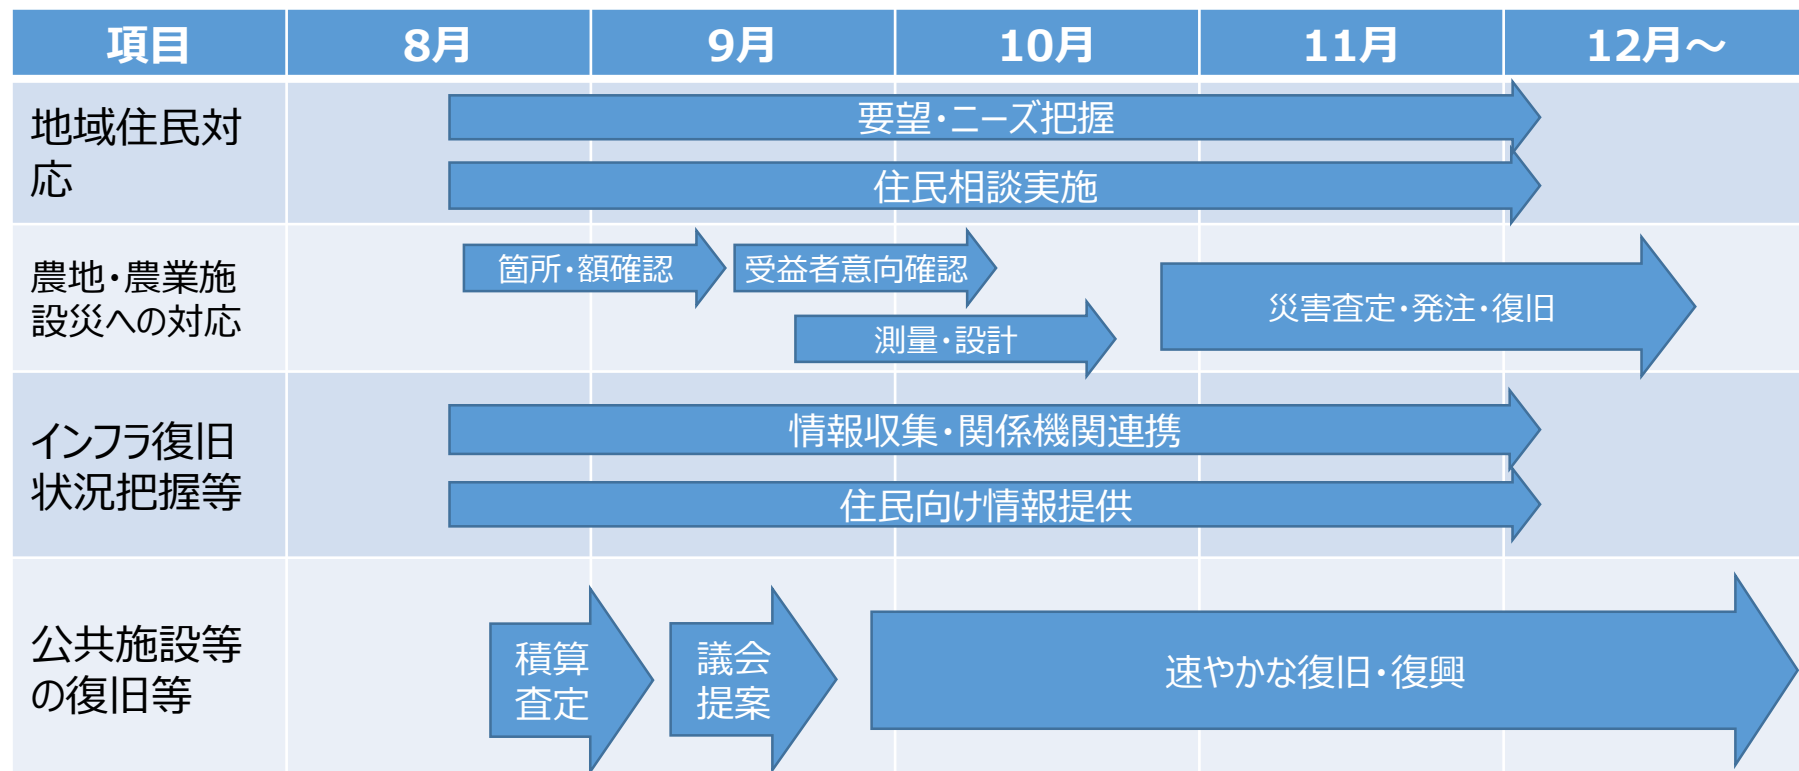 項目
8月
9月
10月
11月
12月～
地域住民対
応
要望・ニーズ把握
住民相談実施
農地・農業施
設災への対応
箇所・額確認
受益者意向確認
測量・設計
災害査定・発注・復旧
インフラ復旧
状況把握等
情報収集・関係機関連携
住民向け情報提供
公共施設等
の復旧等
積算
査定
議会
提案
速やかな復旧・復興